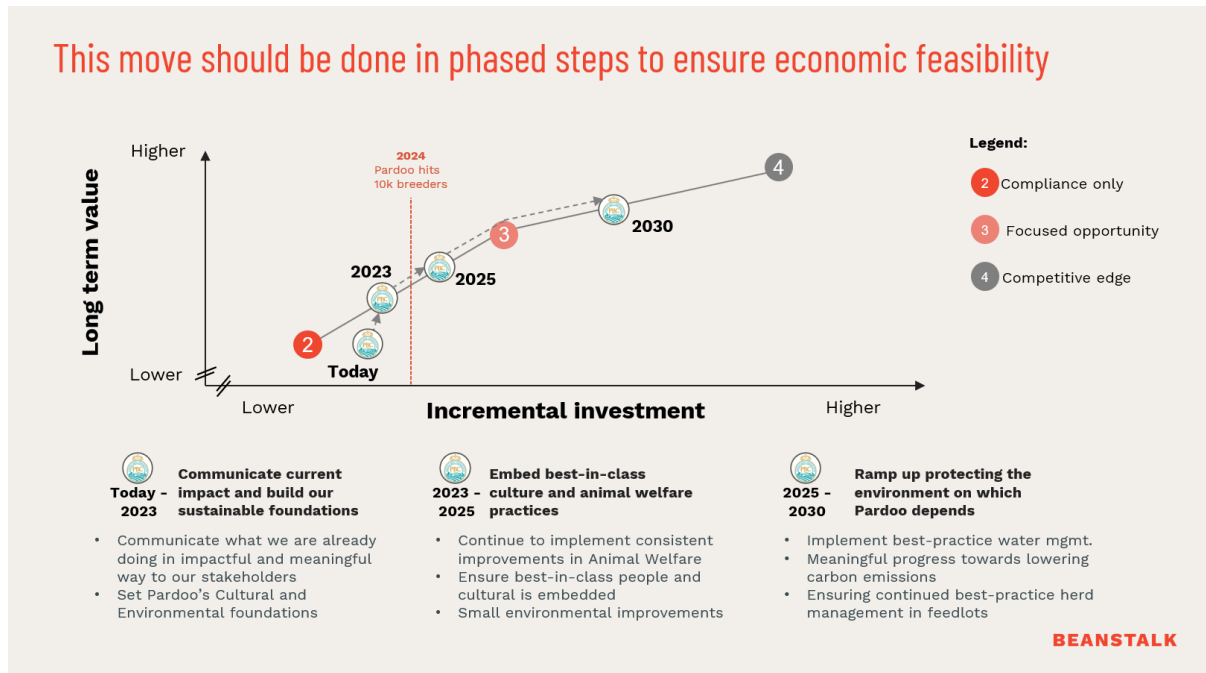 This move should be done in phased steps to ensure economic feasibility
Higher
Long term value
Lower
2024
Pardoo hits
10k breeders
2
Today
2023
2025
3
2030
4
Legend:
2 Compliance only
3 Focused opportunity
4 Competitive edge
Lower
Incremental investment
Higher
Today -
2023
Communicate current
impact and build our
sustainable foundations
• Communicate what we are already
doing in impactful and meaningful
way to our stakeholders
• Set Pardoo's Cultural and
Environmental foundations
2023 -
2025
Embed best-in-class
culture and animal welfare
practices
• Continue to implement consistent
improvements in Animal Welfare
• Ensure best-in-class people and
cultural is embedded
• Small environmental improvements
2025 -
2030
Ramp up protecting the
environment on which
Pardoo depends
• Implement best-practice water mgmt.
• Meaningful progress towards lowering
carbon emissions
• Ensuring continued best-practice herd
management in feedlots
BEANSTALK